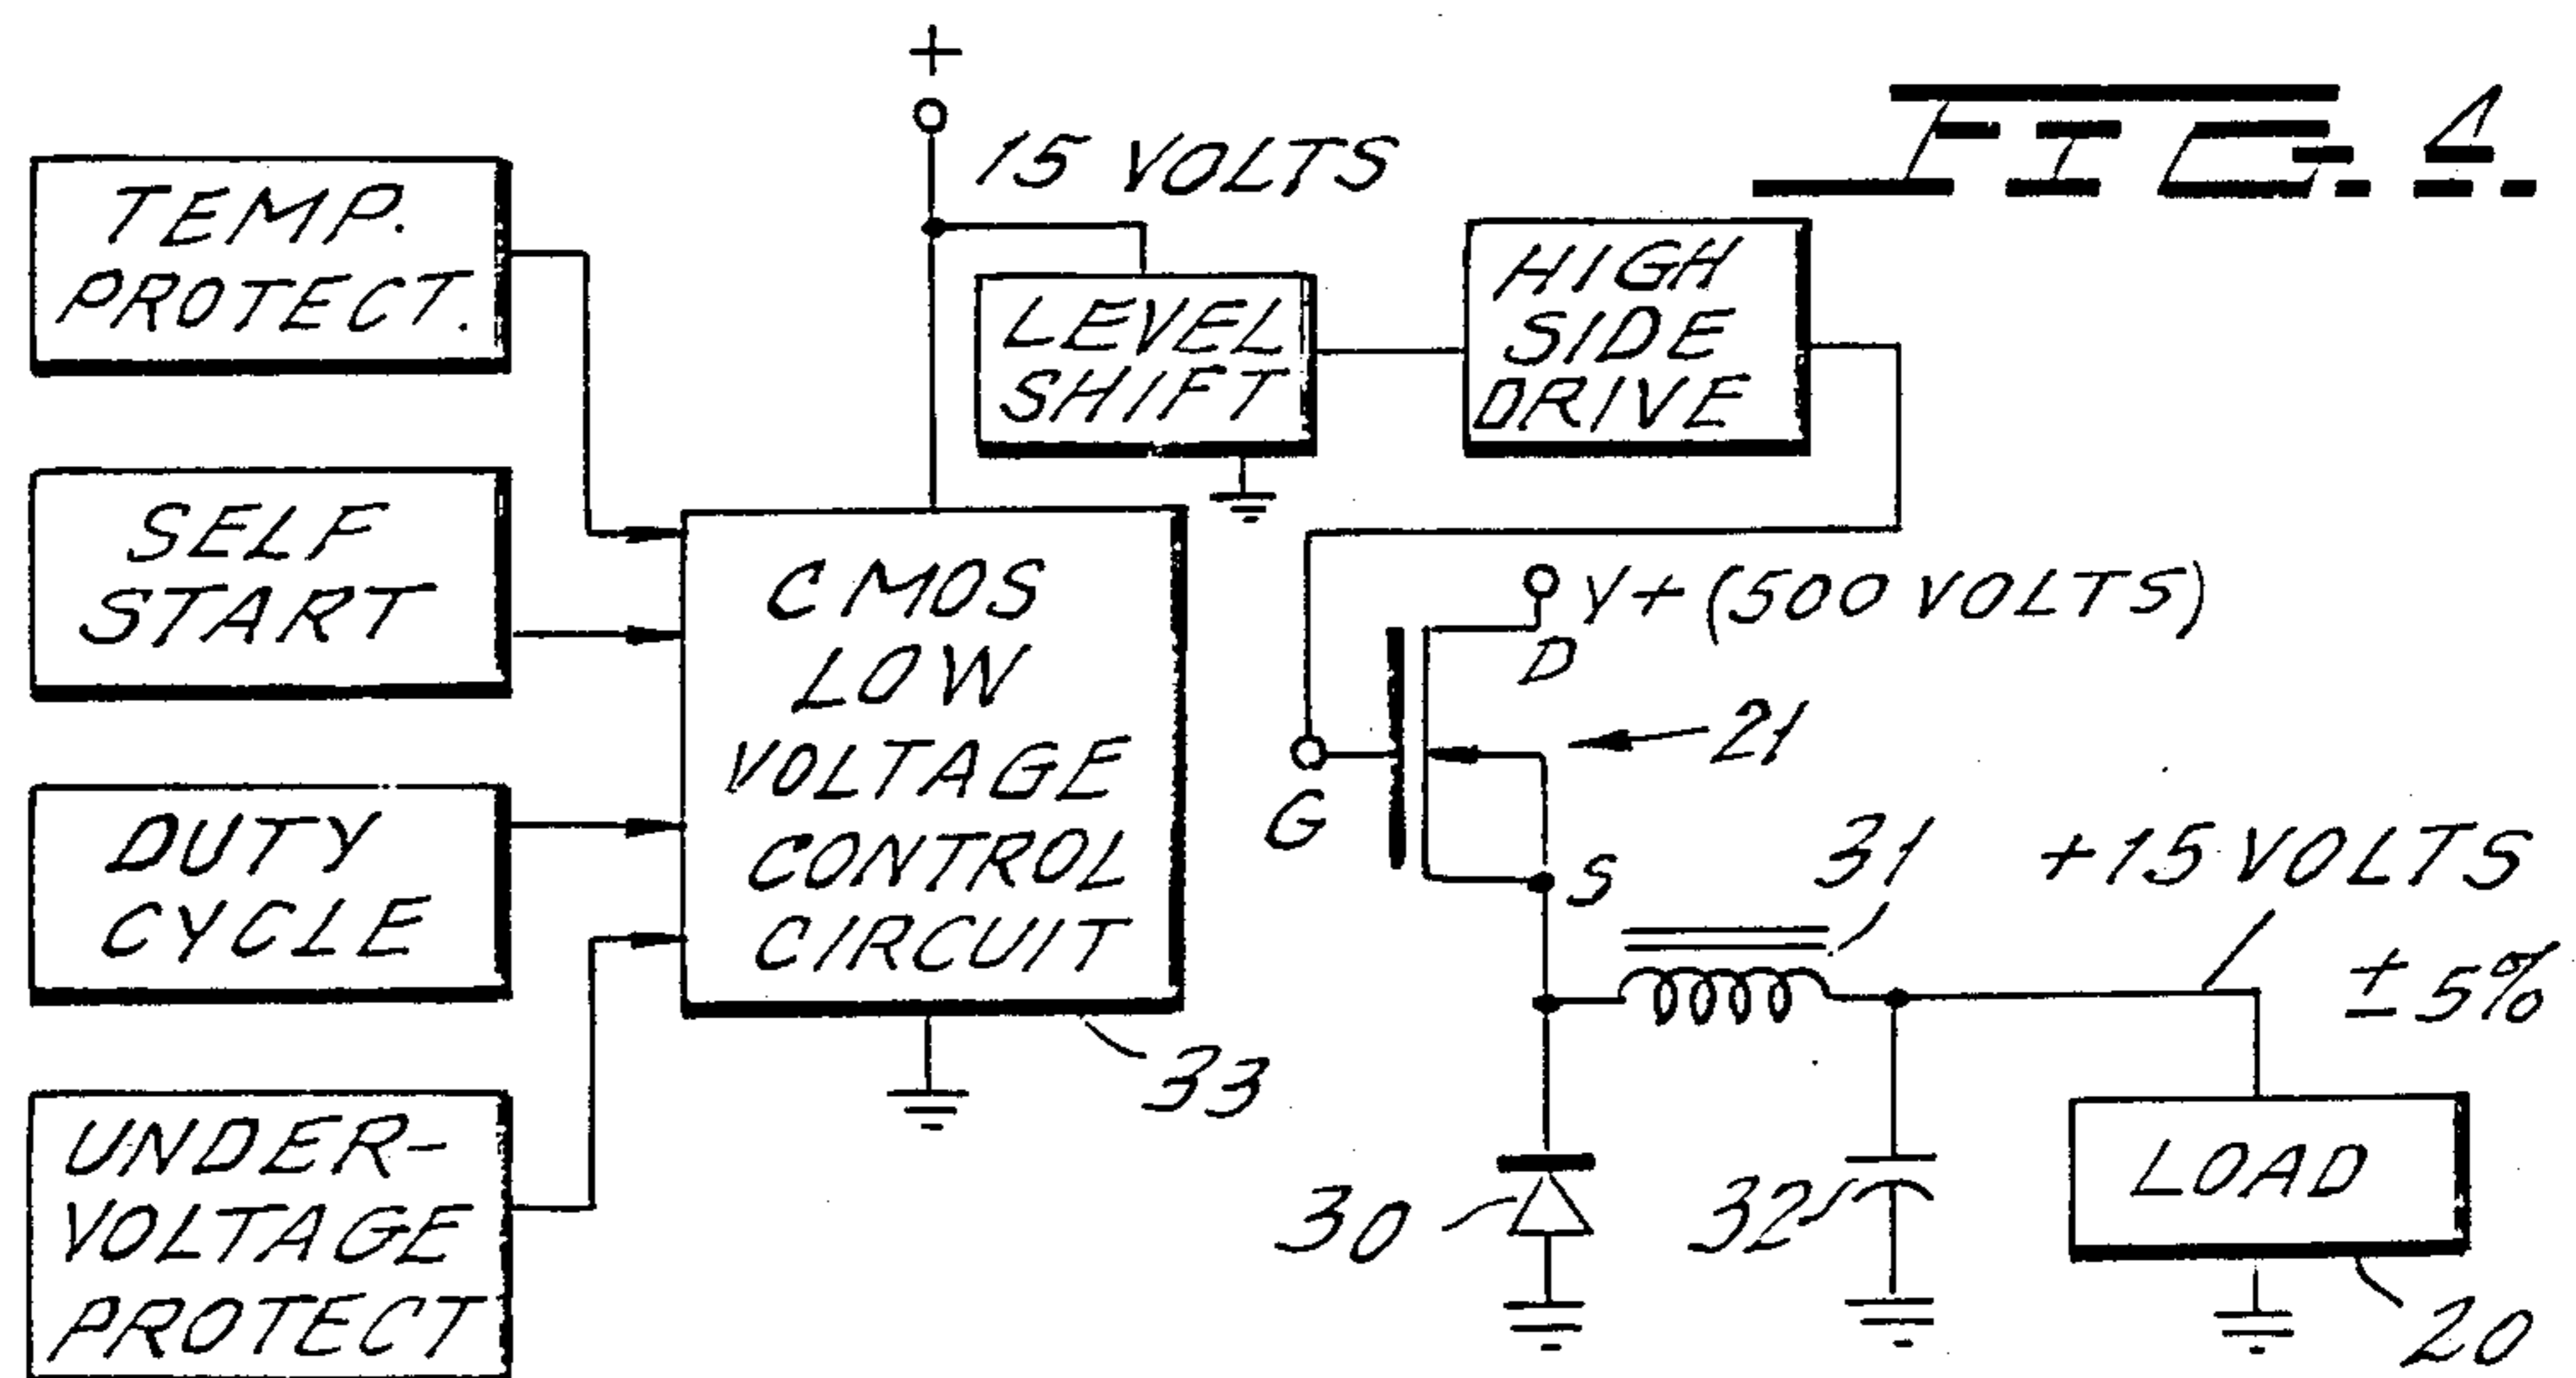 +
15 VOLTS
FIG. 4.
TEMP.
PROTECT.
LEVEL
SHIFT
HIGH
SIDE
DRIVE
SELF
START
CMOS
LOW
VOLTAGE
CONTROL
CIRCUIT
V+ (500 VOLTS)
D
21
G
S
DUTY
CYCLE
31
+15 VOLTS
± 5%
33
UNDER-
VOLTAGE
PROTECT
30
32
LOAD
20